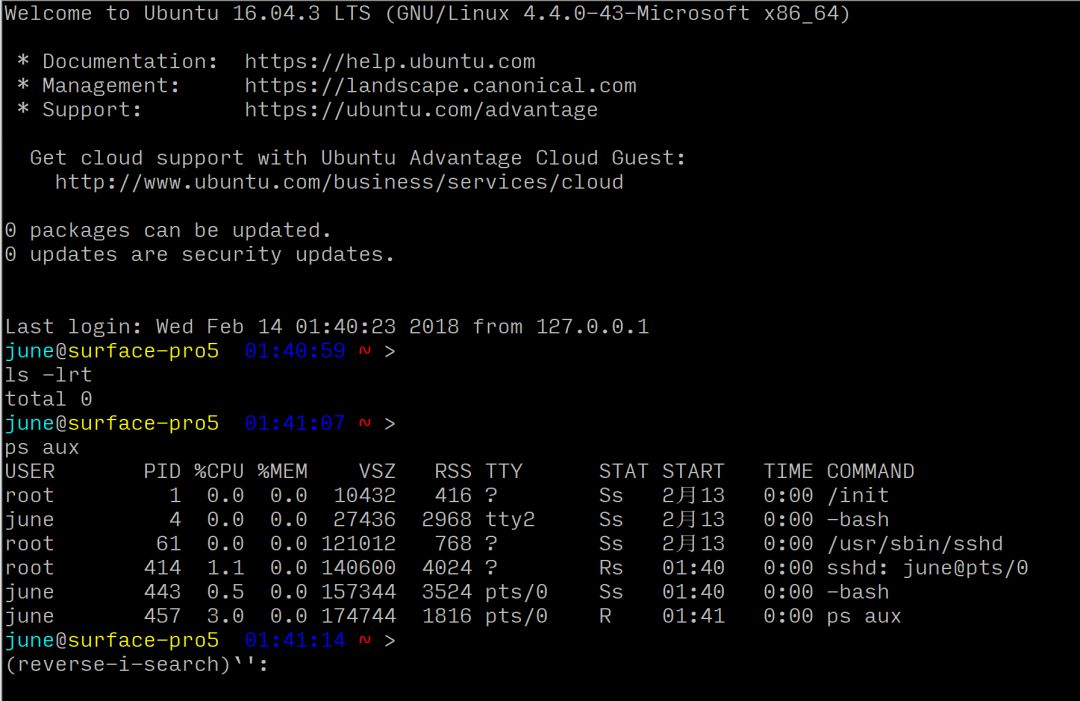 Welcome to Ubuntu 16.04.3 LTS (GNU/Linux 4.4.0-43-Microsoft x86_64)
* Documentation: https://help.ubuntu.com
* Management: https://landscape.canonical.com
* Support: https://ubuntu.com/advantage
Get cloud support with Ubuntu Advantage Cloud Guest:
http://www.ubuntu.com/business/services/cloud
0 packages can be updated.
0 updates are security updates.
Last login: Wed Feb 14 01:40:23 2018 from 127.0.0.1
june@surface-pro5 01:40:59 ~ >
ls -lrt
total 0
june@surface-pro5 01:41:07 ~ >
ps aux
USER PID %CPU %MEM VSZ RSS TTY STAT START TIME COMMAND
root 1 0.0 0.0 10432 416 ? Ss 2月13 0:00 /init
june 4 0.0 0.0 27436 2968 tty2 Ss 2月13 0:00 -bash
root 61 0.0 0.0 121012 768 ? Ss 2月13 0:00 /usr/sbin/sshd
root 414 1.1 0.0 140600 4024 ? Rs 01:40 0:00 sshd: june@pts/0
june 443 0.5 0.0 157344 3524 pts/0 Ss 01:40 0:00 -bash
june 457 3.0 0.0 174744 1816 pts/0 R 01:41 0:00 ps aux
june@surface-pro5 01:41:14 ~ >
(reverse-i-search)`':